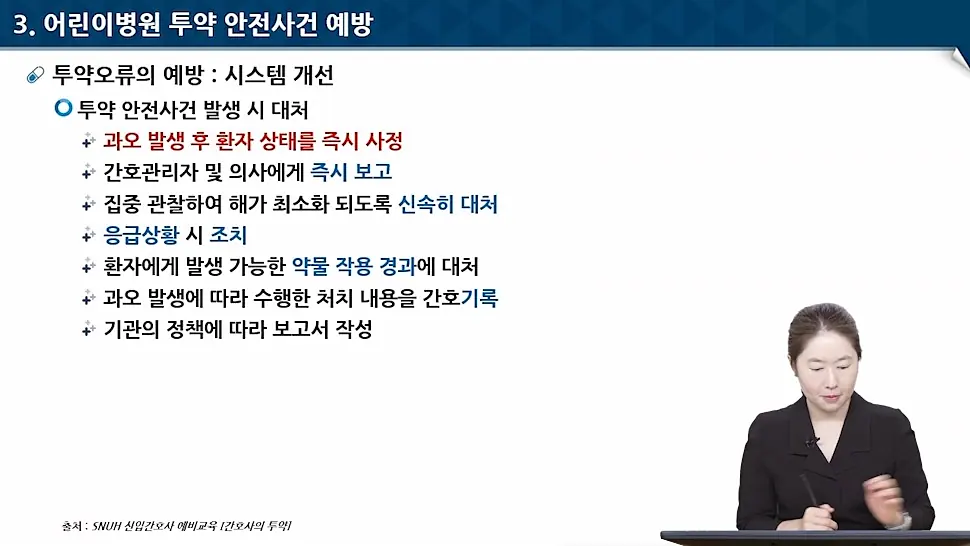 3. 어린이병원 투약 안전사건 예방
투약오류의 예방 : 시스템 개선
투약 안전사건 발생 시 대처
과오 발생 후 환자 상태를 즉시 사정
간호관리자 및 의사에게 즉시 보고
집중 관찰하여 해가 최소화 되도록 신속히 대처
응급상황 시 조치
환자에게 발생 가능한 약물 작용 경과에 대처
과오 발생에 따라 수행한 처치 내용을 간호기록
기관의 정책에 따라 보고서 작성
출처 : SNUH 신입간호사 예비교육 [간호사의 투약]